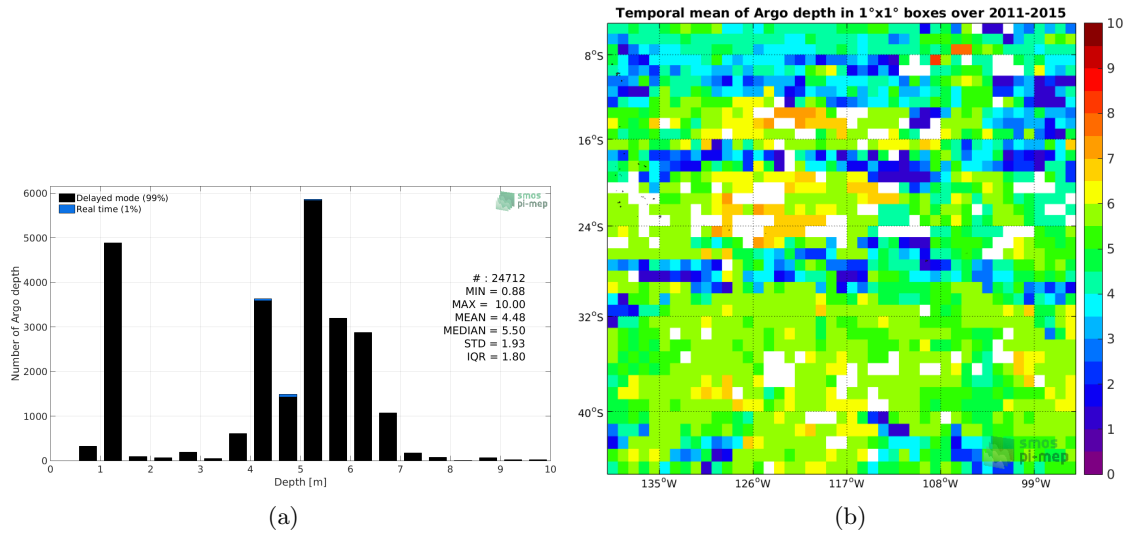 Delayed mode (99%)
Real time (1%)
smos
pi-mep
# : 24712
MIN = 0.88
MAX = 10.00
MEAN = 4.48
MEDIAN = 5.50
STD = 1.93
IQR = 1.80
Number of Argo depth
6000
5000
4000
3000
2000
1000
0
0 1 2 3 4 5 6 7 8 9 10
Depth [m]
(a)
Temporal mean of Argo depth in 1°x1° boxes over 2011-2015
8°S
16°S
24°S
32°S
40°S
135°W 126°W 117°W 108°W 99°W
smos
pi-mep
10
9
8
7
6
5
4
3
2
1
0
(b)